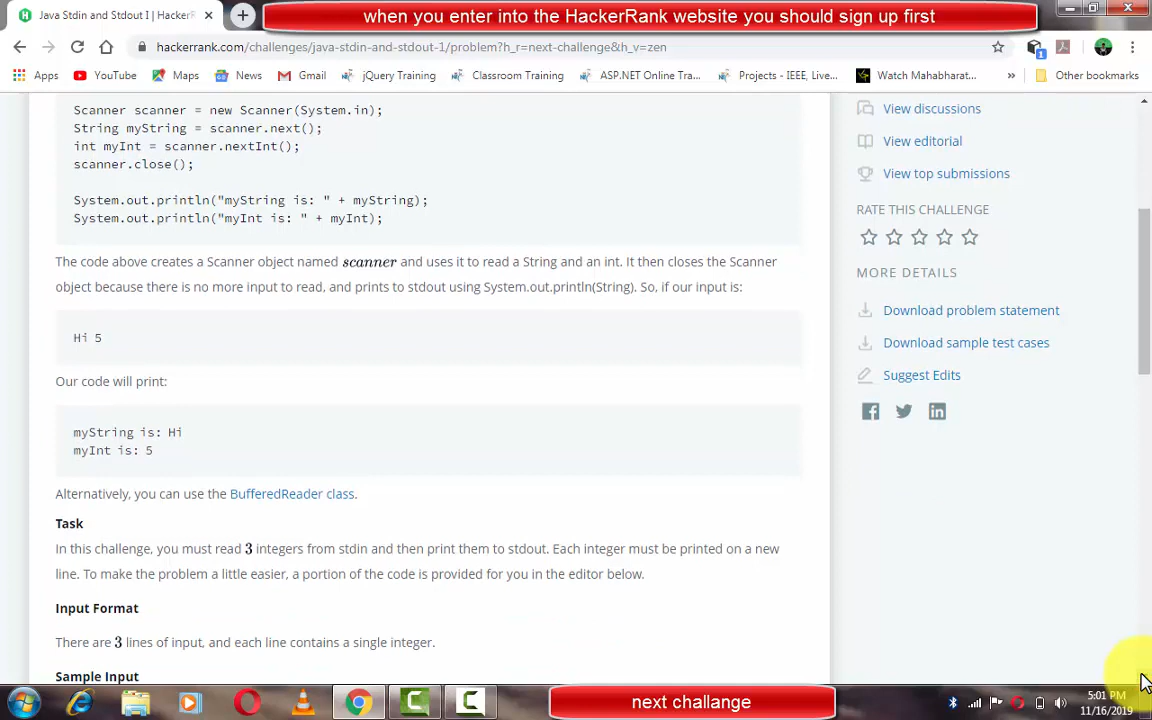 Java Stdin and Stdout I | HackerR
when you enter into the HackerRank website you should sign up first
hackerrank.com/challenges/java-stdin-and-stdout-1/problem?h_r=next-challenge&h_v=zen
1
Apps YouTube Maps News Gmail jQuery Training Classroom Training ASP.NET Online Tra... Projects - IEEE, Live... Watch Mahabharat... » Other bookmarks
Scanner scanner = new Scanner(System.in);
String myString = scanner.next();
int myInt = scanner.nextInt();
scanner.close();
System.out.println("myString is: " + myString);
System.out.println("myInt is: " + myInt);
The code above creates a Scanner object named scanner and uses it to read a String and an int. It then closes the Scanner
object because there is no more input to read, and prints to stdout using System.out.println(String). So, if our input is:
Hi 5
Our code will print:
myString is: Hi
myInt is: 5
Alternatively, you can use the BufferedReader class.
Task
In this challenge, you must read 3 integers from stdin and then print them to stdout. Each integer must be printed on a new
line. To make the problem a little easier, a portion of the code is provided for you in the editor below.
Input Format
There are 3 lines of input, and each line contains a single integer.
Sample Input
View discussions
View editorial
View top submissions
RATE THIS CHALLENGE
MORE DETAILS
Download problem statement
Download sample test cases
Suggest Edits
next challange
5:01 PM
11/16/2019